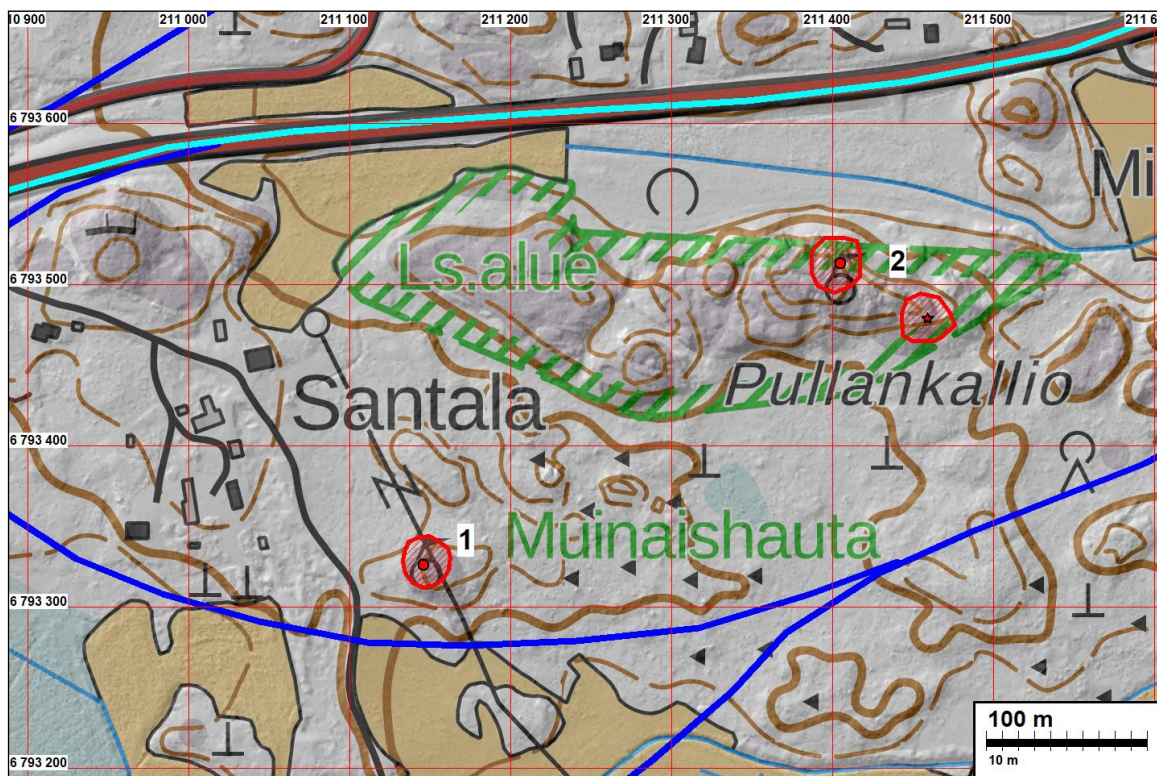 10 900
211 000
211 100
211 200
211 300
211 400
211 500
211 6
6 793 600
Mi
2
Ls.alue
6 793 500
Pullankallio
Santala
6 793 400
1
Muinaishauta
6 793 300
6 793 200
100 m
10 m